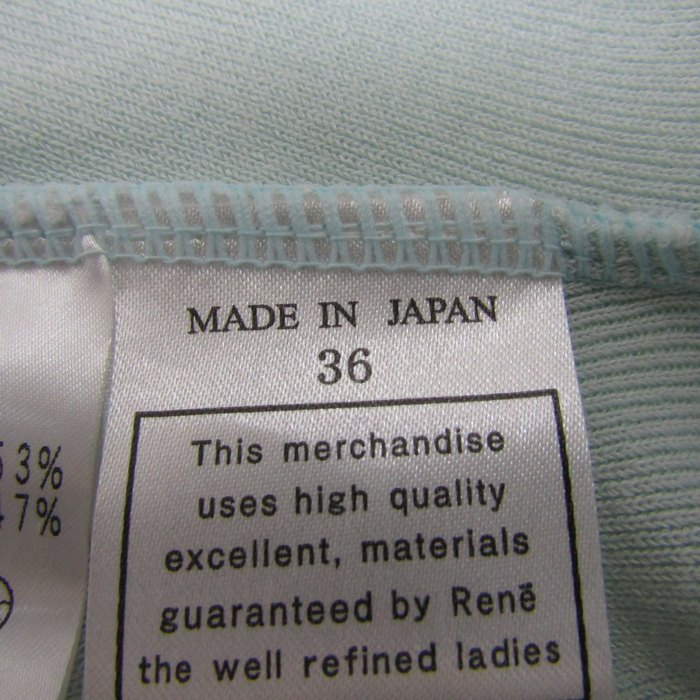 MADE IN JAPAN
36
This merchandise
uses high quality
excellent, materials
guaranteed by Renē
the well refined ladies
53%
47%